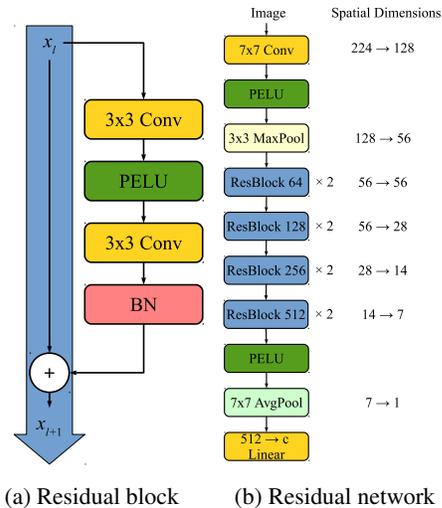 x_l
3x3 Conv
PELU
3x3 Conv
BN
+
x_{l+1}
(a) Residual block
Image Spatial Dimensions
7x7 Conv 224 → 128
PELU
3x3 MaxPool 128 → 56
ResBlock 64 × 2 56 → 56
ResBlock 128 × 2 56 → 28
ResBlock 256 × 2 28 → 14
ResBlock 512 × 2 14 → 7
PELU
7x7 AvgPool 7 → 1
512 → c
Linear
(b) Residual network